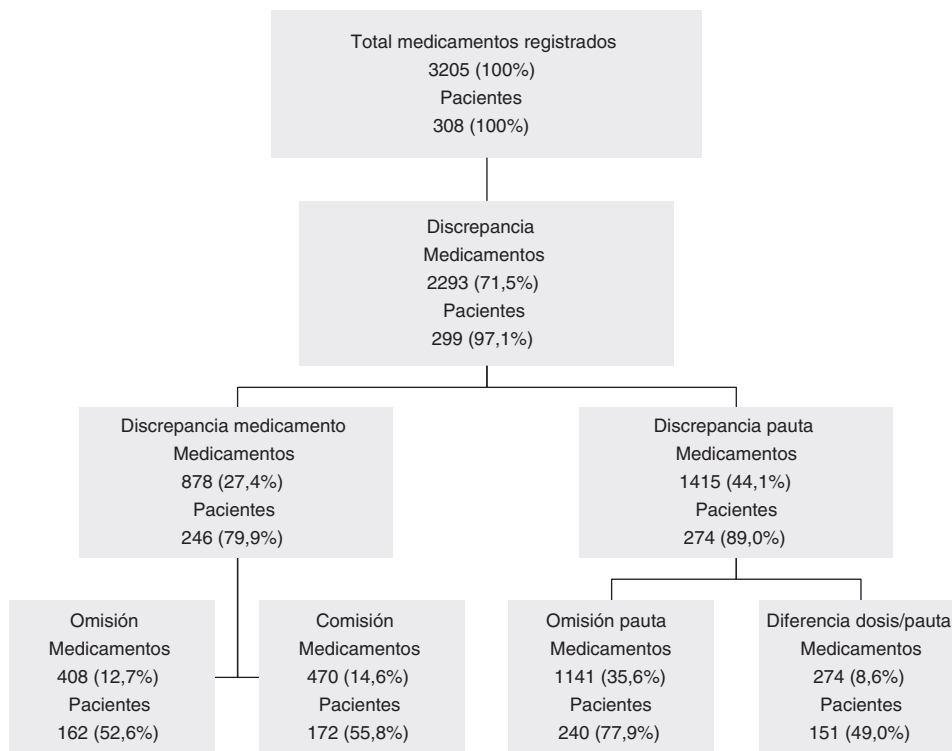 Total medicamentos registrados
3205 (100%)
Pacientes
308 (100%)
Discrepancia
Medicamentos
2293 (71,5%)
Pacientes
299 (97,1%)
Discrepancia medicamento
Medicamentos
878 (27,4%)
Pacientes
246 (79,9%)
Discrepancia pauta
Medicamentos
1415 (44,1%)
Pacientes
274 (89,0%)
Omisión
Medicamentos
408 (12,7%)
Pacientes
162 (52,6%)
Comisión
Medicamentos
470 (14,6%)
Pacientes
172 (55,8%)
Omisión pauta
Medicamentos
1141 (35,6%)
Pacientes
240 (77,9%)
Diferencia dosis/pauta
Medicamentos
274 (8,6%)
Pacientes
151 (49,0%)